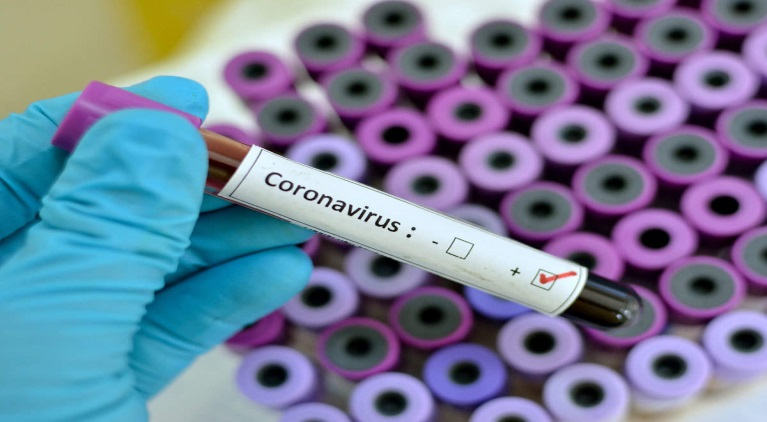 Coronavirus : - ☐ + ☑